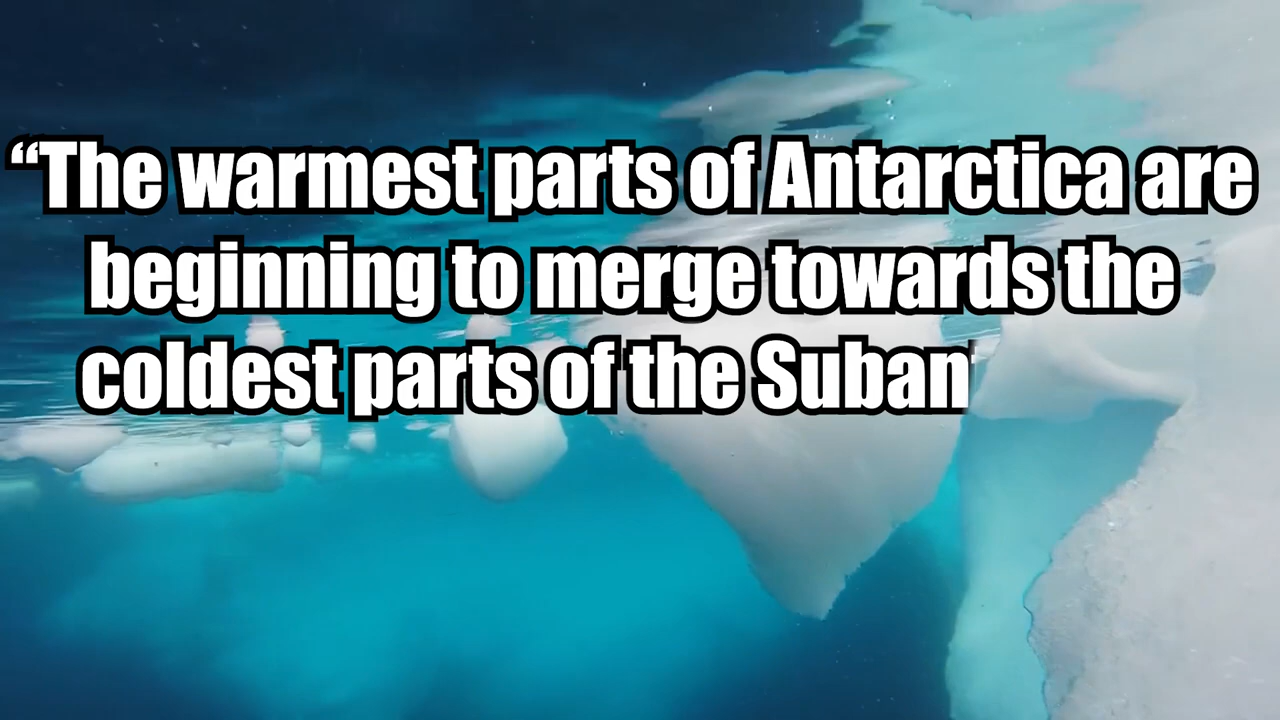 “The warmest parts of Antarctica are
beginning to merge towards the
coldest parts of the Suban